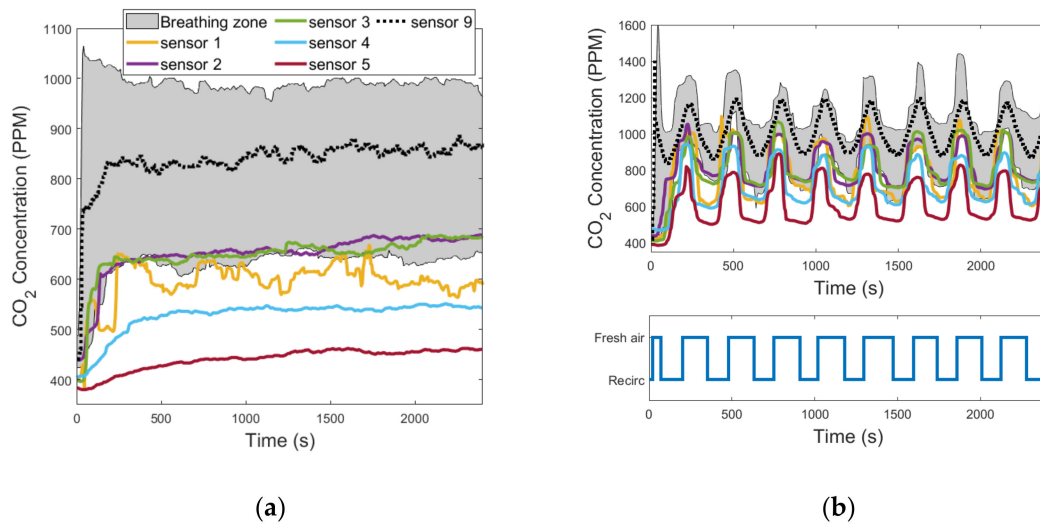 Breathing zone
sensor 1
sensor 2
sensor 3
sensor 4
sensor 5
sensor 9
1100
1000
900
800
700
600
500
400
CO2 Concentration (PPM)
0 500 1000 1500 2000
Time (s)
(a)
1600
1400
1200
1000
800
600
400
CO2 Concentration (PPM)
0 500 1000 1500 2000
Time (s)
Fresh air
Recirc
0 500 1000 1500 2000
Time (s)
(b)